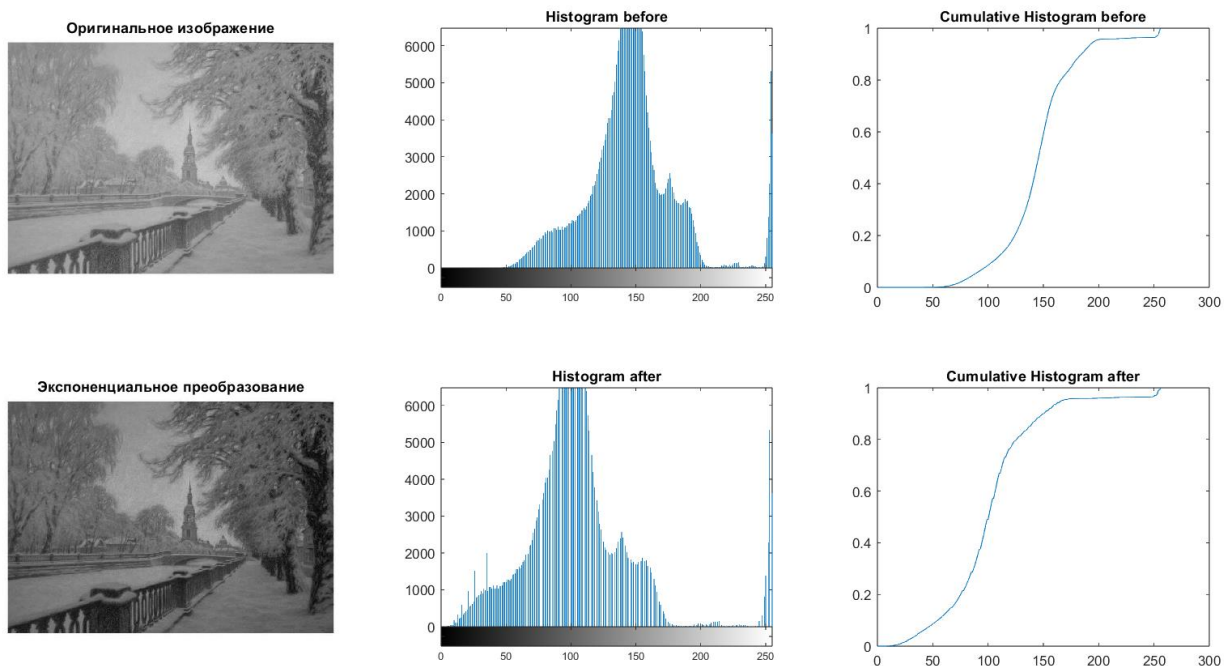 Оригинальное изображение
Histogram before
6000
5000
4000
3000
2000
1000
0
0 50 100 150 200 250
Cumulative Histogram before
1
0.8
0.6
0.4
0.2
0
0 50 100 150 200 250 300
Экспоненциальное преобразование
Histogram after
6000
5000
4000
3000
2000
1000
0
0 50 100 150 200 250
Cumulative Histogram after
1
0.8
0.6
0.4
0.2
0
0 50 100 150 200 250 300